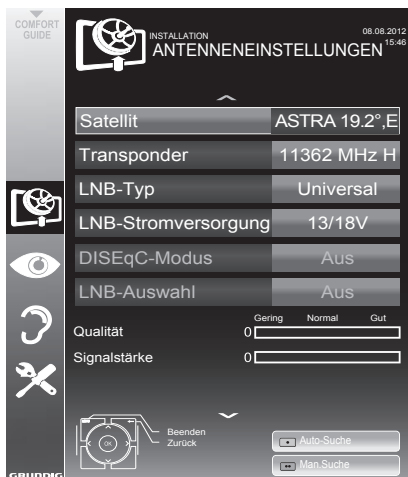 COMFORT
GUIDE
INSTALLATION
ANTENNENEINSTELLUNGEN
08.08.2012
15:46
Satellit ASTRA 19.2°,E
Transponder 11362 MHz H
LNB-Typ Universal
LNB-Stromversorgung 13/18V
DISEqC-Modus Aus
LNB-Auswahl Aus
Gering Normal Gut
Qualität 0
Signalstärke 0
OK
Beenden
Zurück
Auto-Suche
Man.Suche
GRUNDIG